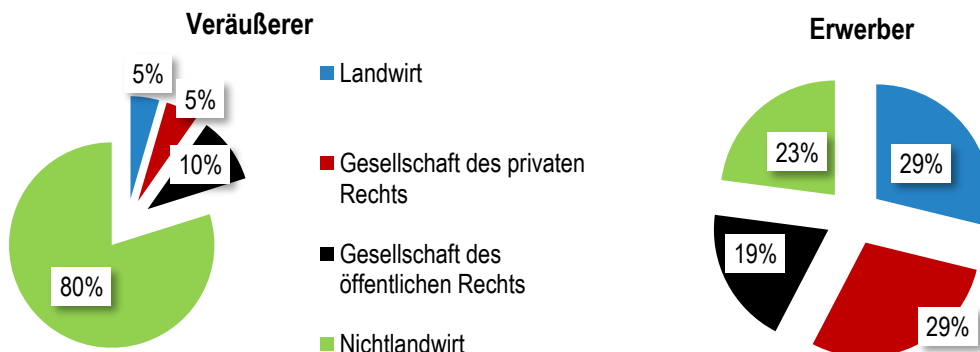 Veräußerer
5%
5%
10%
80%
Landwirt
Gesellschaft des privaten
Rechts
Gesellschaft des
öffentlichen Rechts
Nichtlandwirt
Erwerber
23%
29%
19%
29%